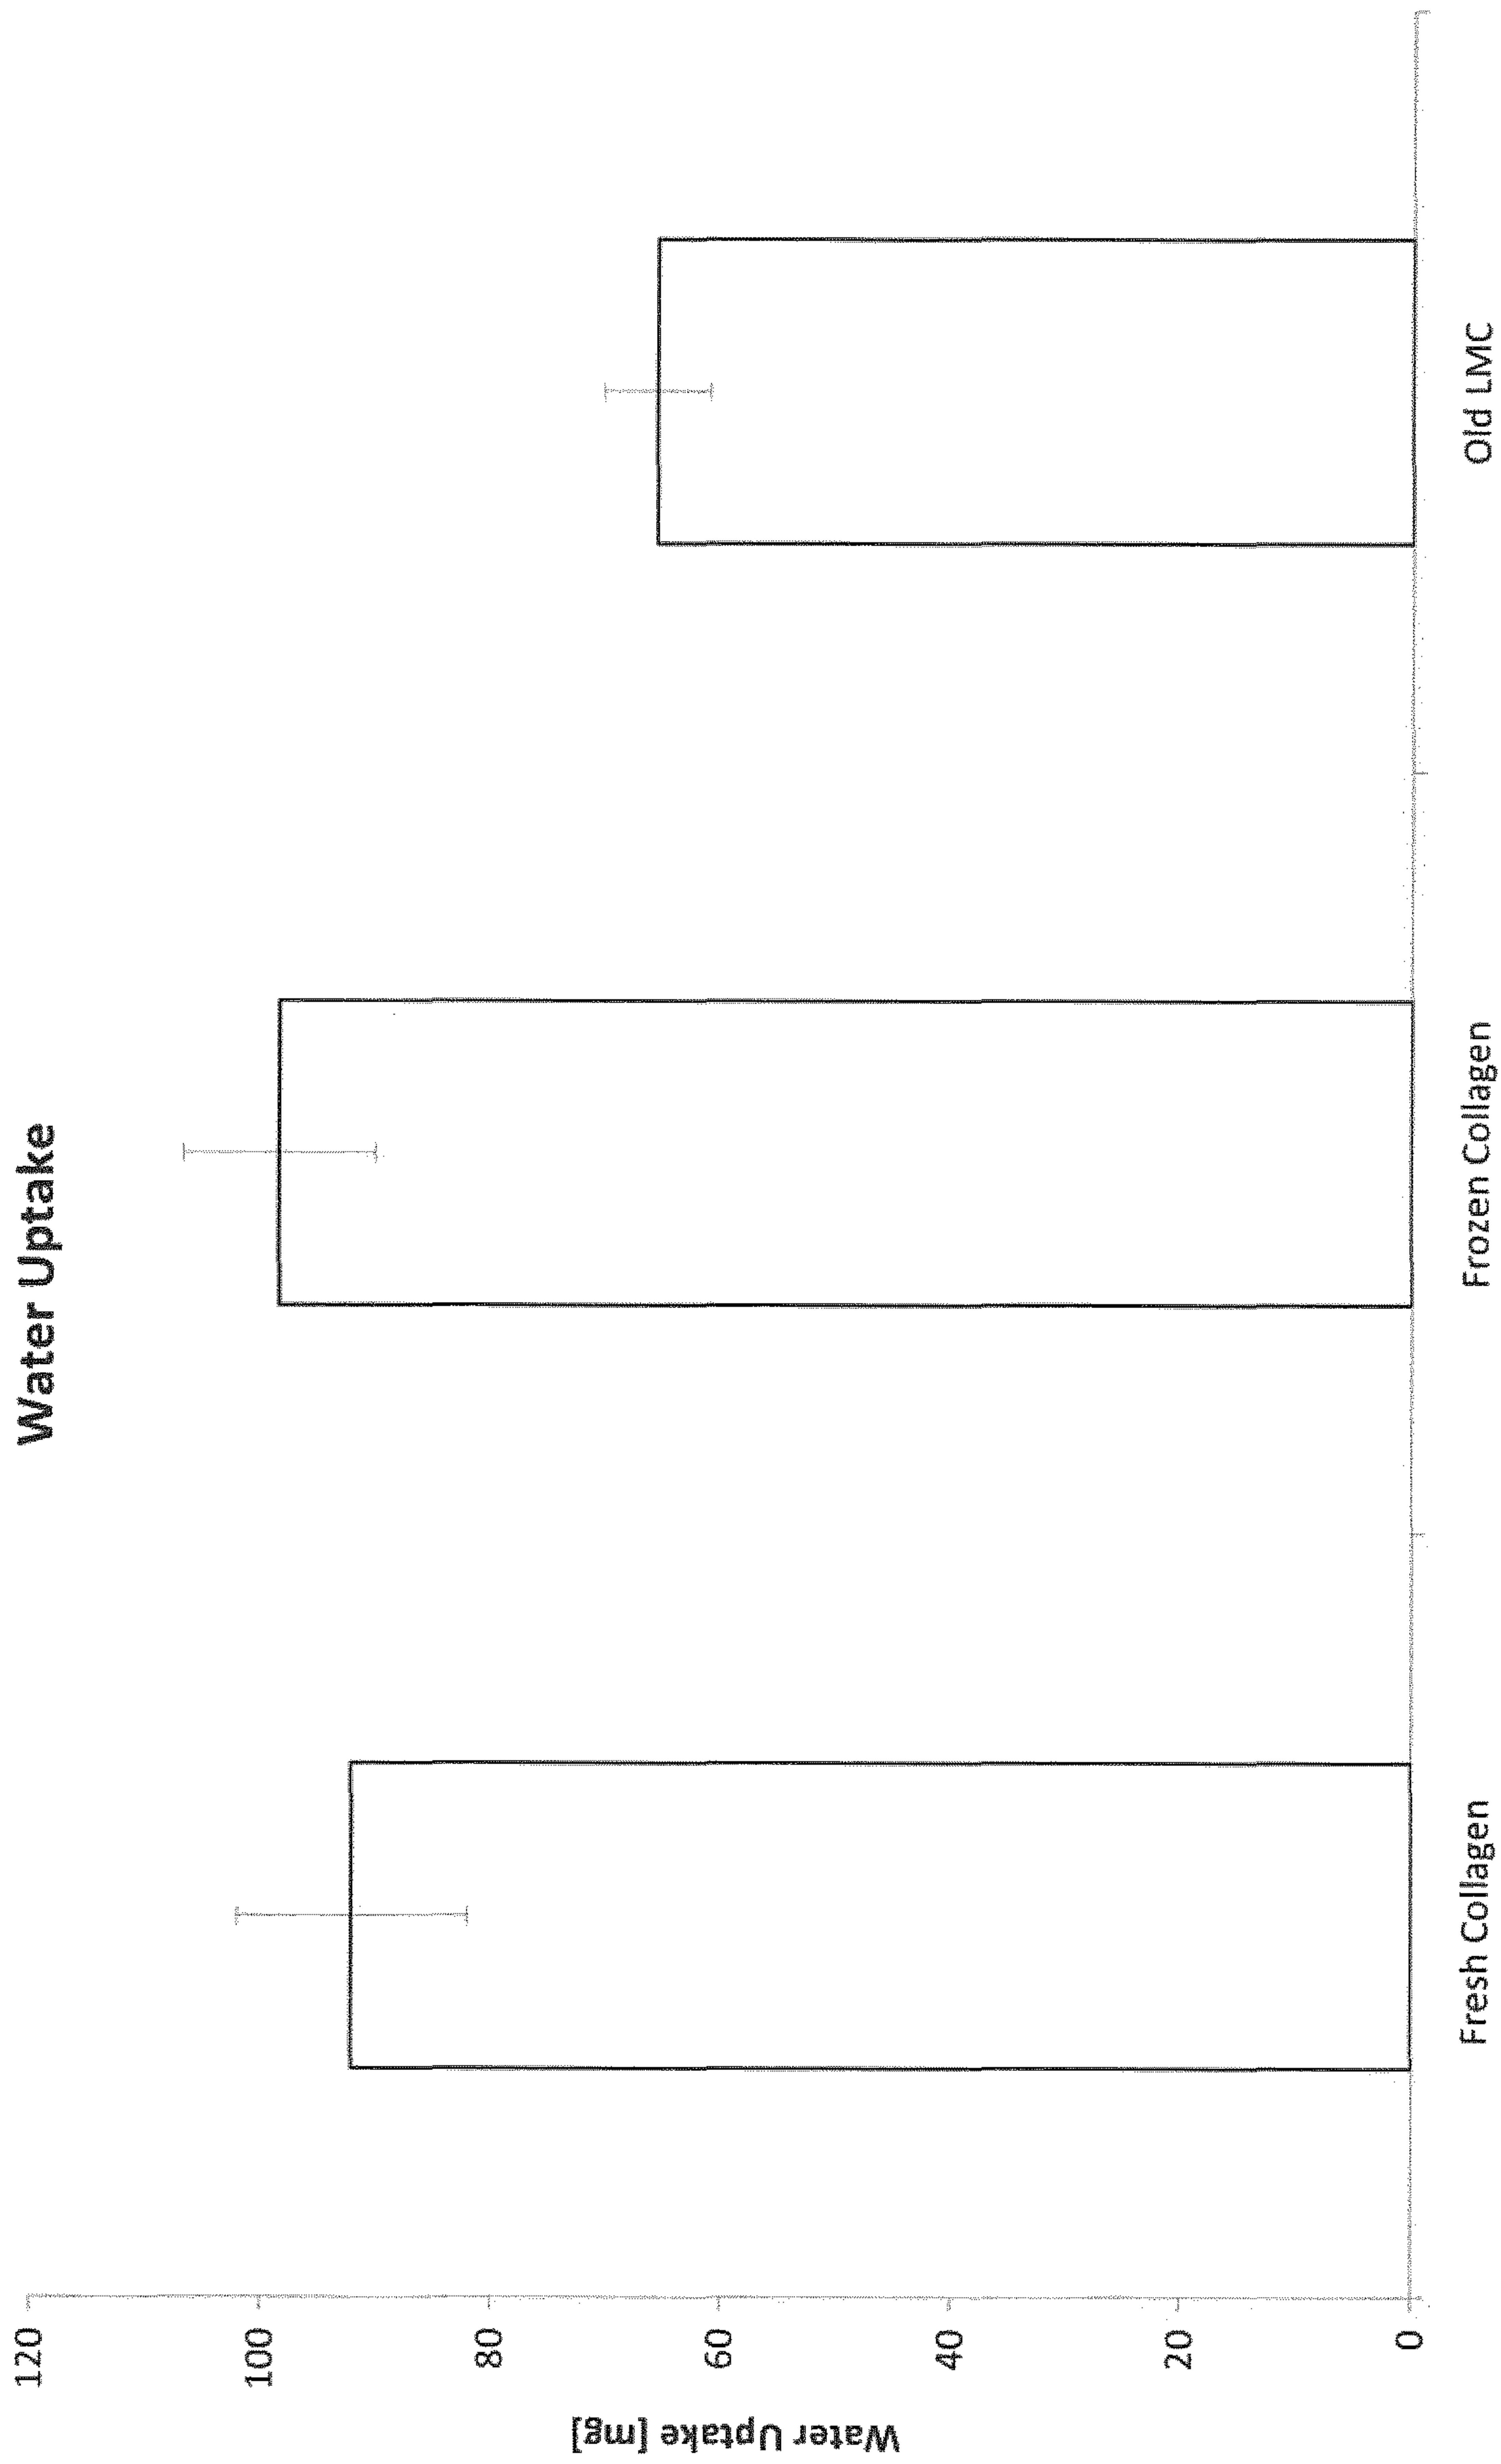 Water Uptake
Water Uptake [mg]
120
100
80
60
40
20
0
Fresh Collagen
Frozen Collagen
Old LMC